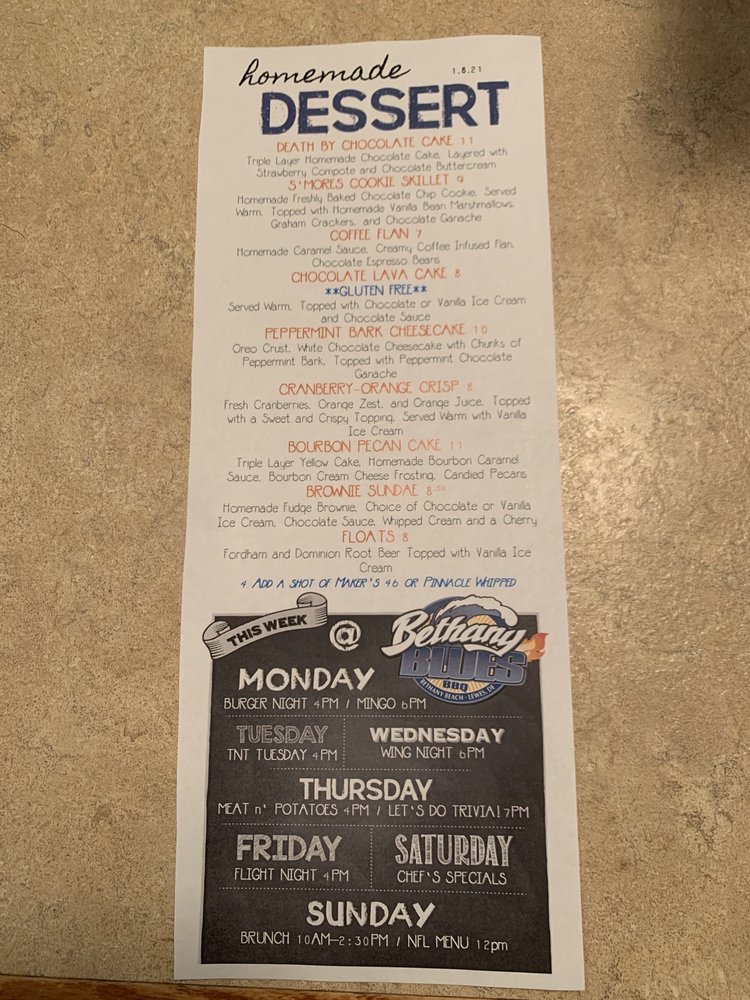 homemade 1.8.21
DESSERT
DEATH BY CHOCOLATE CAKE 11
Triple Layer Homemade Chocolate Cake, Layered with
Strawberry Compote and Chocolate Buttercream
S'MORES COOKIE SKILLET 9
Homemade Freshly Baked Chocolate Chip Cookie, Served
Warm, Topped with Homemade Vanilla Bean Marshmallows,
Graham Crackers, and Chocolate Ganache
COFFEE FLAN 7
Homemade Caramel Sauce, Creamy Coffee Infused Flan,
Chocolate Espresso Beans
CHOCOLATE LAVA CAKE 8
**GLUTEN FREE**
Served Warm, Topped with Chocolate or Vanilla Ice Cream
and Chocolate Sauce
PEPPERMINT BARK CHEESECAKE 10
Oreo Crust, White Chocolate Cheesecake with Chunks of
Peppermint Bark, Topped with Peppermint Chocolate
Ganache
CRANBERRY-ORANGE CRISP 8
Fresh Cranberries, Orange Zest, and Orange Juice, Topped
with a Sweet and Crispy Topping, Served Warm with Vanilla
Ice Cream
BOURBON PECAN CAKE 11
Triple Layer Yellow Cake, Homemade Bourbon Caramel
Sauce, Bourbon Cream Cheese Frosting, Candied Pecans
BROWNIE SUNDAE 8.50
Homemade Fudge Brownie, Choice of Chocolate or Vanilla
Ice Cream, Chocolate Sauce, Whipped Cream and a Cherry
FLOATS 8
Fordham and Dominion Root Beer Topped with Vanilla Ice
Cream
4 ADD A SHOT OF MAKER'S 46 OR PINNACLE WHIPPED
THIS WEEK @ Bethany
BLUES
BBQ
BETHANY BEACH · LEWES, DE
MONDAY
BURGER NIGHT 4PM / MINGO 6PM
TUESDAY
TNT TUESDAY 4PM
WEDNESDAY
WING NIGHT 6PM
THURSDAY
MEAT n' POTATOES 4PM / LET'S DO TRIVIA! 7PM
FRIDAY
FLIGHT NIGHT 4PM
SATURDAY
CHEF'S SPECIALS
SUNDAY
BRUNCH 10AM-2:30PM / NFL MENU 12pm